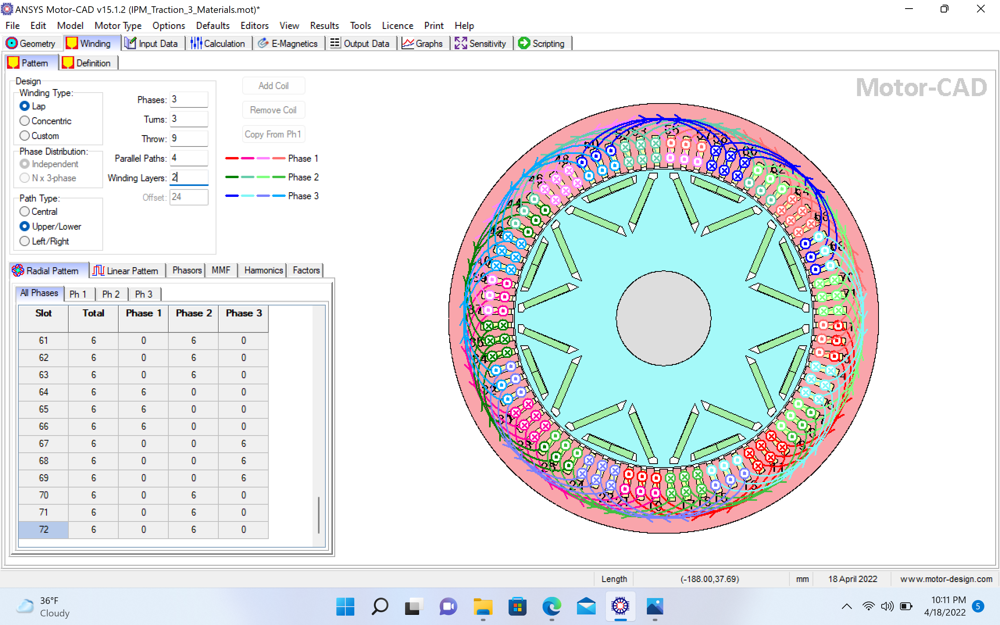 ANSYS Motor-CAD v15.1.2 (IPM_Traction_3_Materials.mot)*
File Edit Model Motor Type Options Defaults Editors View Results Tools Licence Print Help
Geometry Winding Input Data Calculation E-Magnetics Output Data Graphs Sensitivity Scripting
Pattern Definition
Motor-CAD
Design
Winding Type:
Lap
Concentric
Custom
Phase Distribution:
Independent
N x 3-phase
Path Type:
Central
Upper/Lower
Left/Right
Phases: 3
Turns: 3
Throw: 9
Parallel Paths: 4
Winding Layers: 2
Offset: 24
Add Coil
Remove Coil
Copy From Ph1
Phase 1
Phase 2
Phase 3
Radial Pattern Linear Pattern Phasors MMF Harmonics Factors
All Phases Ph 1 Ph 2 Ph 3
Slot Total Phase 1 Phase 2 Phase 3
61 6 0 6 0
62 6 0 6 0
63 6 0 6 0
64 6 6 0 0
65 6 6 0 0
66 6 6 0 0
67 6 0 0 6
68 6 0 0 6
69 6 0 0 6
70 6 0 6 0
71 6 0 6 0
72 6 0 6 0
Length (-188.00,37.69) mm 18 April 2022 www.motor-design.com
36°F
Cloudy
10:11 PM
4/18/2022
5